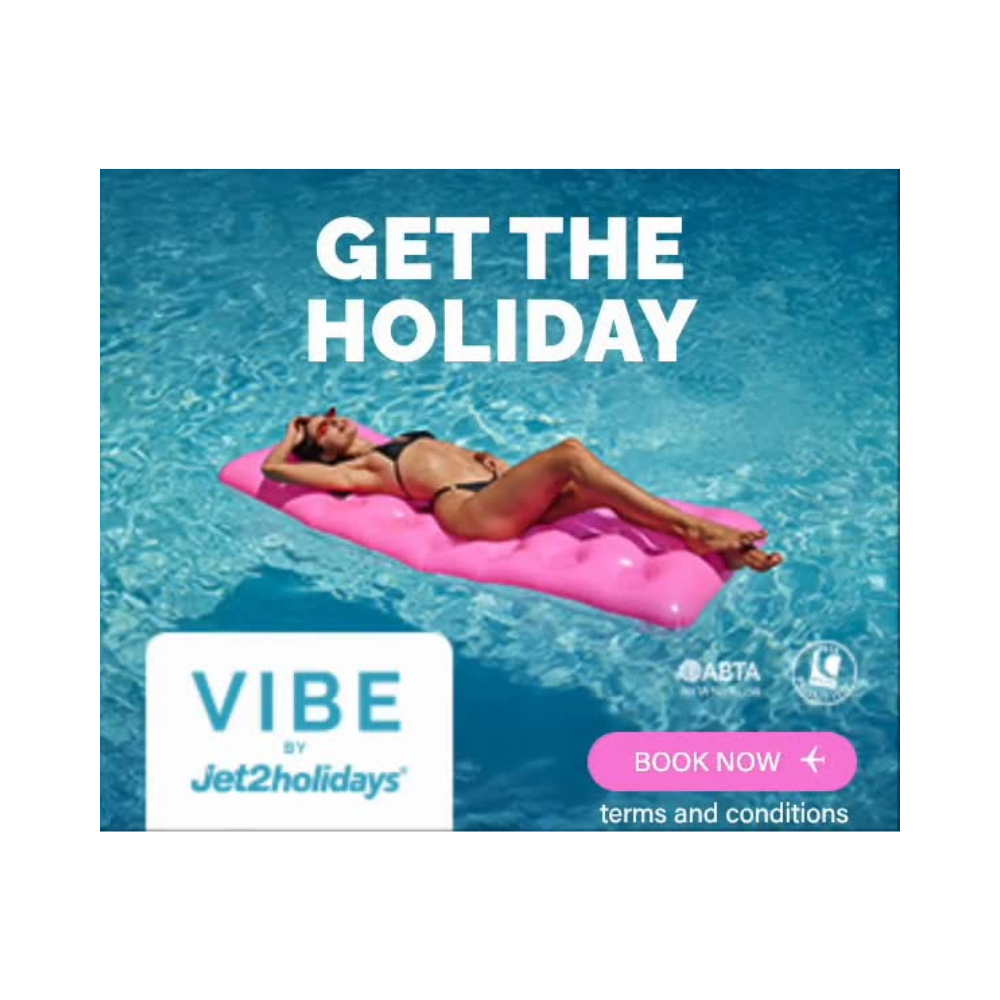 GET THE
HOLIDAY
VIBE
BY
Jet2holidays®
ABTA
BOOK NOW
terms and conditions